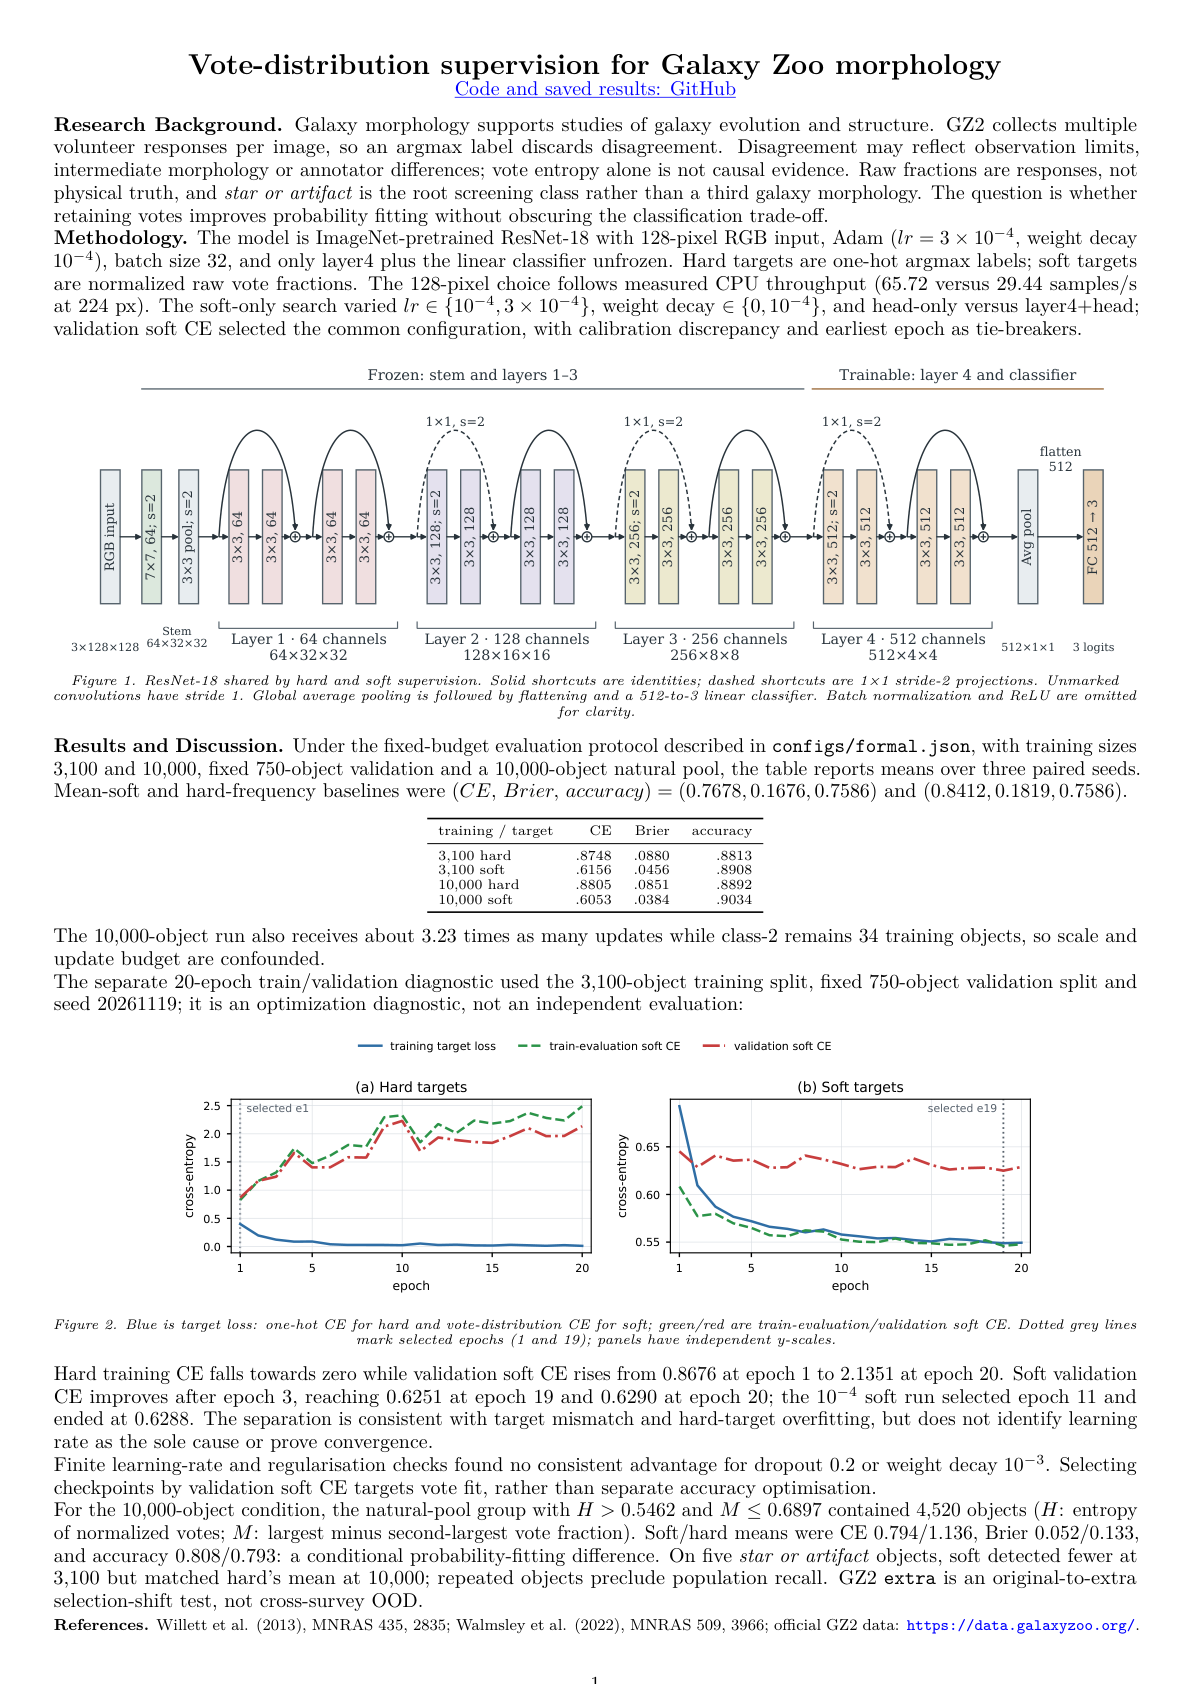 Vote-distribution supervision for Galaxy Zoo morphology
Code and saved results: GitHub
Research Background. Galaxy morphology supports studies of galaxy evolution and structure. GZ2 collects multiple
volunteer responses per image, so an argmax label discards disagreement. Disagreement may reflect observation limits,
intermediate morphology or annotator differences; vote entropy alone is not causal evidence. Raw fractions are responses, not
physical truth, and star or artifact is the root screening class rather than a third galaxy morphology. The question is whether
retaining votes improves probability fitting without obscuring the classification trade-off.
Methodology. The model is ImageNet-pretrained ResNet-18 with 128-pixel RGB input, Adam (lr = 3 × 10⁻⁴, weight decay
10⁻⁴), batch size 32, and only layer4 plus the linear classifier unfrozen. Hard targets are one-hot argmax labels; soft targets
are normalized raw vote fractions. The 128-pixel choice follows measured CPU throughput (65.72 versus 29.44 samples/s
at 224 px). The soft-only search varied lr ∈ {10⁻⁴, 3 × 10⁻⁴}, weight decay ∈ {0, 10⁻⁴}, and head-only versus layer4+head;
validation soft CE selected the common configuration, with calibration discrepancy and earliest epoch as tie-breakers.
Frozen: stem and layers 1–3
Trainable: layer 4 and classifier
1×1, s=2
1×1, s=2
1×1, s=2
flatten
512
RGB input
7×7, 64; s=2
3×3 pool; s=2
3×3, 64
3×3, 64
3×3, 64
3×3, 64
3×3, 128; s=2
3×3, 128
3×3, 128
3×3, 128
3×3, 256; s=2
3×3, 256
3×3, 256
3×3, 256
3×3, 512; s=2
3×3, 512
3×3, 512
3×3, 512
Avg pool
FC 512 → 3
3×128×128
Stem
64×32×32
Layer 1 · 64 channels
64×32×32
Layer 2 · 128 channels
128×16×16
Layer 3 · 256 channels
256×8×8
Layer 4 · 512 channels
512×4×4
512×1×1
3 logits
Figure 1. ResNet-18 shared by hard and soft supervision. Solid shortcuts are identities; dashed shortcuts are 1×1 stride-2 projections. Unmarked
convolutions have stride 1. Global average pooling is followed by flattening and a 512-to-3 linear classifier. Batch normalization and ReLU are omitted
for clarity.
Results and Discussion. Under the fixed-budget evaluation protocol described in configs/formal.json, with training sizes
3,100 and 10,000, fixed 750-object validation and a 10,000-object natural pool, the table reports means over three paired seeds.
Mean-soft and hard-frequency baselines were (CE, Brier, accuracy) = (0.7678, 0.1676, 0.7586) and (0.8412, 0.1819, 0.7586).
training / target CE Brier accuracy
3,100 hard .8748 .0880 .8813
3,100 soft .6156 .0456 .8908
10,000 hard .8805 .0851 .8892
10,000 soft .6053 .0384 .9034
The 10,000-object run also receives about 3.23 times as many updates while class-2 remains 34 training objects, so scale and
update budget are confounded.
The separate 20-epoch train/validation diagnostic used the 3,100-object training split, fixed 750-object validation split and
seed 20261119; it is an optimization diagnostic, not an independent evaluation:
training target loss train-evaluation soft CE validation soft CE
(a) Hard targets
selected e1
cross-entropy
2.5
2.0
1.5
1.0
0.5
0.0
1 5 10 15 20
epoch
(b) Soft targets
selected e19
cross-entropy
0.65
0.60
0.55
1 5 10 15 20
epoch
Figure 2. Blue is target loss: one-hot CE for hard and vote-distribution CE for soft; green/red are train-evaluation/validation soft CE. Dotted grey lines
mark selected epochs (1 and 19); panels have independent y-scales.
Hard training CE falls towards zero while validation soft CE rises from 0.8676 at epoch 1 to 2.1351 at epoch 20. Soft validation
CE improves after epoch 3, reaching 0.6251 at epoch 19 and 0.6290 at epoch 20; the 10⁻⁴ soft run selected epoch 11 and
ended at 0.6288. The separation is consistent with target mismatch and hard-target overfitting, but does not identify learning
rate as the sole cause or prove convergence.
Finite learning-rate and regularisation checks found no consistent advantage for dropout 0.2 or weight decay 10⁻³. Selecting
checkpoints by validation soft CE targets vote fit, rather than separate accuracy optimisation.
For the 10,000-object condition, the natural-pool group with H > 0.5462 and M ≤ 0.6897 contained 4,520 objects (H: entropy
of normalized votes; M: largest minus second-largest vote fraction). Soft/hard means were CE 0.794/1.136, Brier 0.052/0.133,
and accuracy 0.808/0.793: a conditional probability-fitting difference. On five star or artifact objects, soft detected fewer at
3,100 but matched hard's mean at 10,000; repeated objects preclude population recall. GZ2 extra is an original-to-extra
selection-shift test, not cross-survey OOD.
References. Willett et al. (2013), MNRAS 435, 2835; Walmsley et al. (2022), MNRAS 509, 3966; official GZ2 data: https://data.galaxyzoo.org/.
1